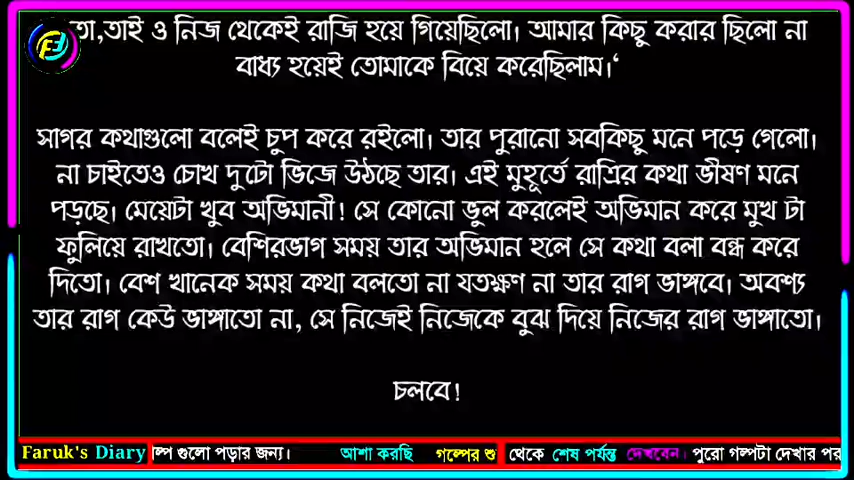 তা,তাই ও নিজ থেকেই রাজি হয়ে গিয়েছিলো। আমার কিছু করার ছিলো না
বাধ্য হয়েই তোমাকে বিয়ে করেছিলাম।‘
সাগর কথাগুলো বলেই চুপ করে রইলো। তার পুরানো সবকিছু মনে পড়ে গেলো।
না চাইতেও চোখ দুটো ভিজে উঠছে তার। এই মুহূর্তে রাত্রির কথা ভীষণ মনে
পড়ছে। মেয়েটা খুব অভিমানী! সে কোনো ভুল করলেই অভিমান করে মুখ টা
ফুলিয়ে রাখতো। বেশিরভাগ সময় তার অভিমান হলে সে কথা বলা বন্ধ করে
দিতো। বেশ খানেক সময় কথা বলতো না যতক্ষণ না তার রাগ ভাঙ্গবে। অবশ্য
তার রাগ কেউ ভাঙ্গাতো না, সে নিজেই নিজেকে বুঝ দিয়ে নিজের রাগ ভাঙ্গাতো।
চলবে!
Faruk's Diary গুলো পড়ার জন্য। আশা করছি গল্পের শু থেকে শেষ পর্যন্ত দেখবেন। পুরো গল্পটা দেখার পর